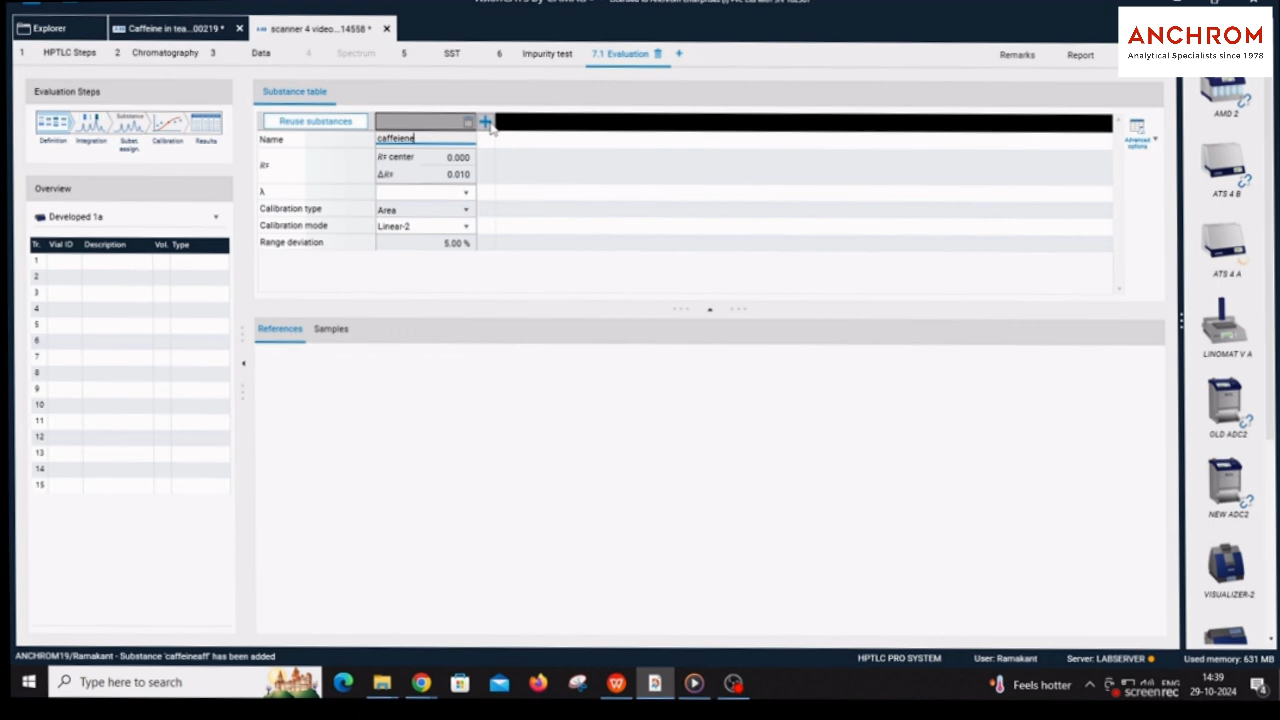 Explorer
Caffeine in tea...00219 *
scanner 4 video...14558 *
ANCHROM
Analytical Specialists since 1978
1 HPTLC Steps 2 Chromatography 3 Data 4 Spectrum 5 SST 6 Impurity test 7.1 Evaluation
Remarks Report
Evaluation Steps
Substance
Definition Integration Subst. assign. Calibration Results
Overview
Developed 1a
Tr. Vial ID Description Vol. Type
1
2
3
4
5
6
7
8
9
10
11
12
13
14
15
Substance table
Reuse substances
Name caffeiene
RF RF center 0.000
ΔRF 0.010
λ
Calibration type Area
Calibration mode Linear-2
Range deviation 5.00 %
Advanced options
References Samples
AMD 2
ATS 4 B
ATS 4 A
LINOMAT V A
OLD ADC2
NEW ADC2
VISUALIZER-2
ANCHROM19/Ramakant - Substance 'caffeineaff' has been added
HPTLC PRO SYSTEM User: Ramakant Server: LABSERVER Used memory: 631 MB
Type here to search
Feels hotter
ENG
screenrec
14:39
29-10-2024
4